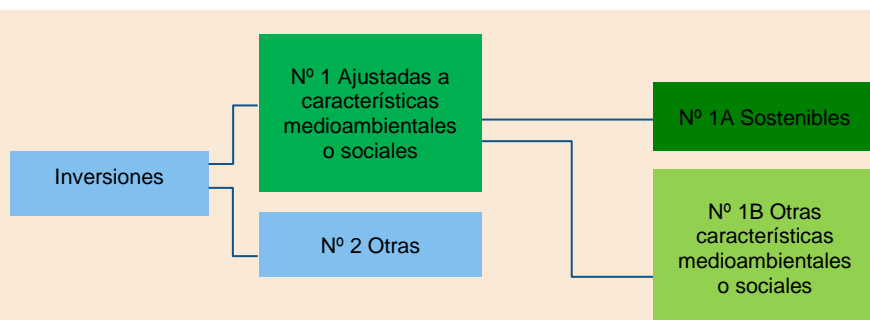 Inversiones
Nº 1 Ajustadas a
características
medioambientales
o sociales
Nº 2 Otras
Nº 1A Sostenibles
Nº 1B Otras
características
medioambientales
o sociales